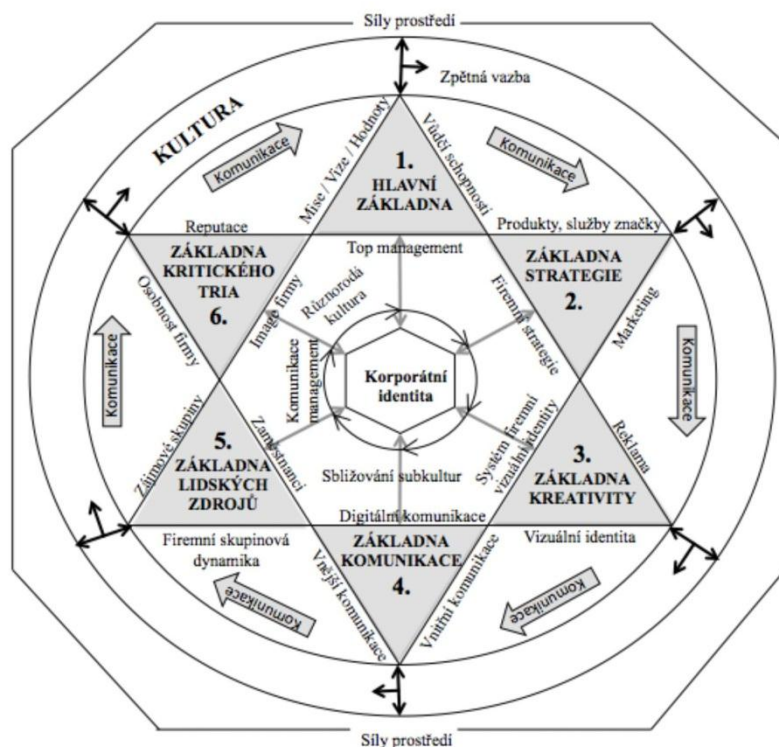 Síly prostředí
Zpětná vazba
KULTURA
Komunikace
Komunikace
Mise / Vize / Hodnoty
Vůdčí schopnosti
1.
HLAVNÍ
ZÁKLADNA
Top management
Reputace
ZÁKLADNA
KRITICKÉHO
TRIA
6.
Osobnost firmy
Image firmy
Produkty, služby značky
ZÁKLADNA
STRATEGIE
2.
Firemní strategie
Marketing
Různorodá
kultura
Komunikace
management
Korporátní
identita
Komunikace
Komunikace
Zájmové skupiny
Zaměstnanci
5.
ZÁKLADNA
LIDSKÝCH
ZDROJŮ
Firemní skupinová
dynamika
Sbližování subkultur
Systém firemní
vizuální identity
Reklama
3.
ZÁKLADNA
KREATIVITY
Vizuální identita
Digitální komunikace
ZÁKLADNA
KOMUNIKACE
4.
Vnější komunikace
Vnitřní komunikace
Komunikace
Komunikace
Síly prostředí